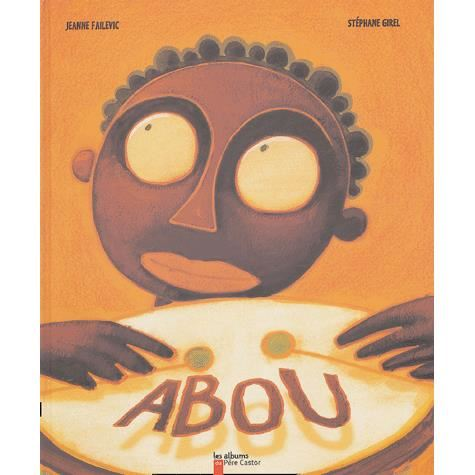 JEANNE FAILEVIC
STÉPHANE GIREL
ABOU
les albums
du Père Castor